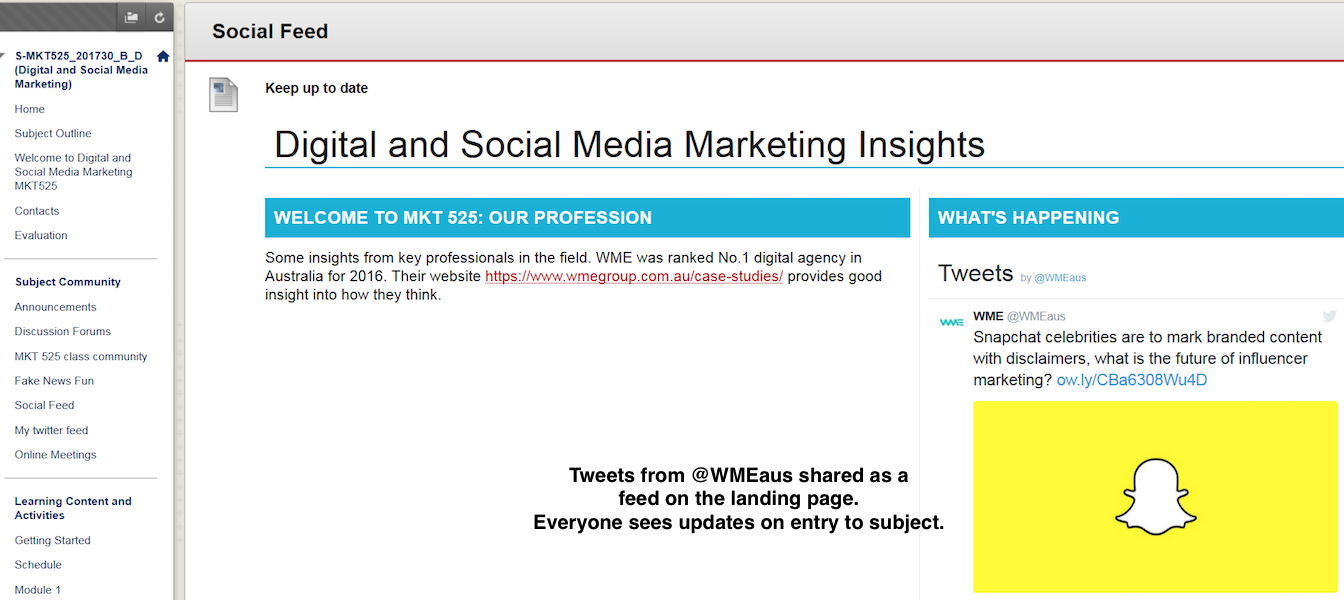 S-MKT525_201730_B_D
(Digital and Social Media
Marketing)
Home
Subject Outline
Welcome to Digital and
Social Media Marketing
MKT525
Contacts
Evaluation
Subject Community
Announcements
Discussion Forums
MKT 525 class community
Fake News Fun
Social Feed
My twitter feed
Online Meetings
Learning Content and
Activities
Getting Started
Schedule
Module 1
Social Feed
Keep up to date
Digital and Social Media Marketing Insights
WELCOME TO MKT 525: OUR PROFESSION
Some insights from key professionals in the field. WME was ranked No.1 digital agency in
Australia for 2016. Their website https://www.wmegroup.com.au/case-studies/ provides good
insight into how they think.
WHAT'S HAPPENING
Tweets by @WMEaus
WME
WME @WMEaus
Snapchat celebrities are to mark branded content
with disclaimers, what is the future of influencer
marketing? ow.ly/CBa6308Wu4D
Tweets from @WMEaus shared as a
feed on the landing page.
Everyone sees updates on entry to subject.